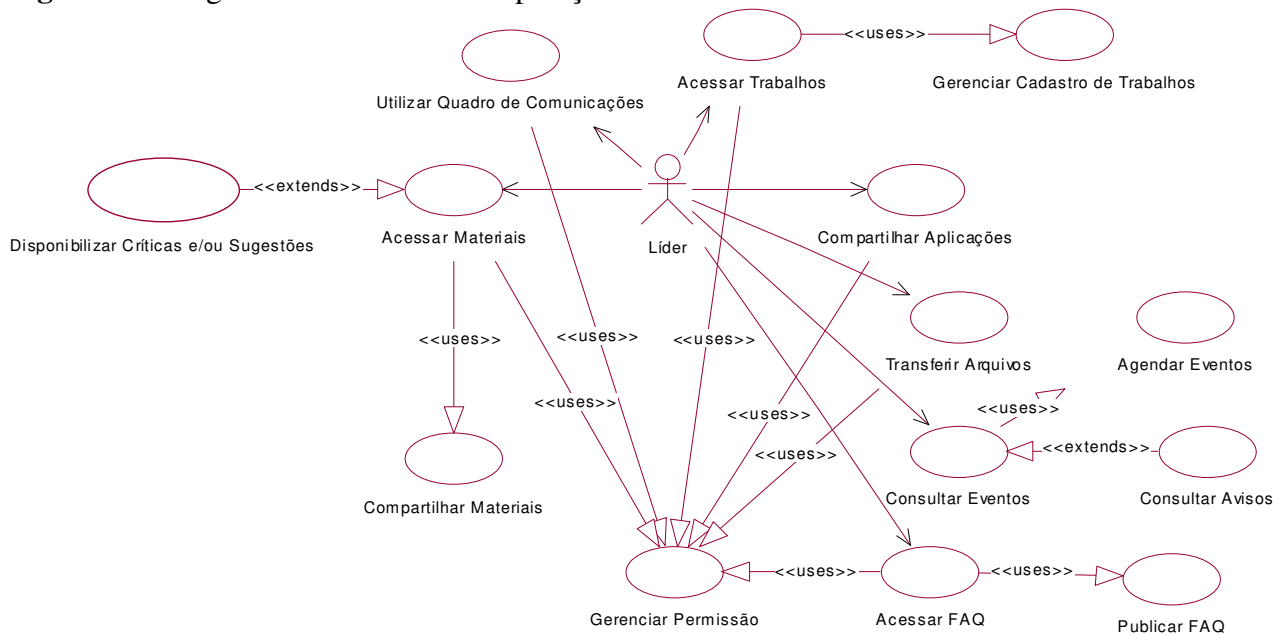 <<uses>>
Acessar Trabalhos
Gerenciar Cadastro de Trabalhos
Utilizar Quadro de Comunicações
<<extends>>
Disponibilizar Críticas e/ou Sugestões
Acessar Materiais
Líder
Compartilhar Aplicações
<<uses>>
<<uses>>
<<uses>>
Transferir Arquivos
Agendar Eventos
<<uses>>
<<uses>>
<<uses>>
<<uses>>
<<extends>>
Compartilhar Materiais
Consultar Eventos
Consultar Avisos
<<uses>>
<<uses>>
Gerenciar Permissão
Acessar FAQ
Publicar FAQ